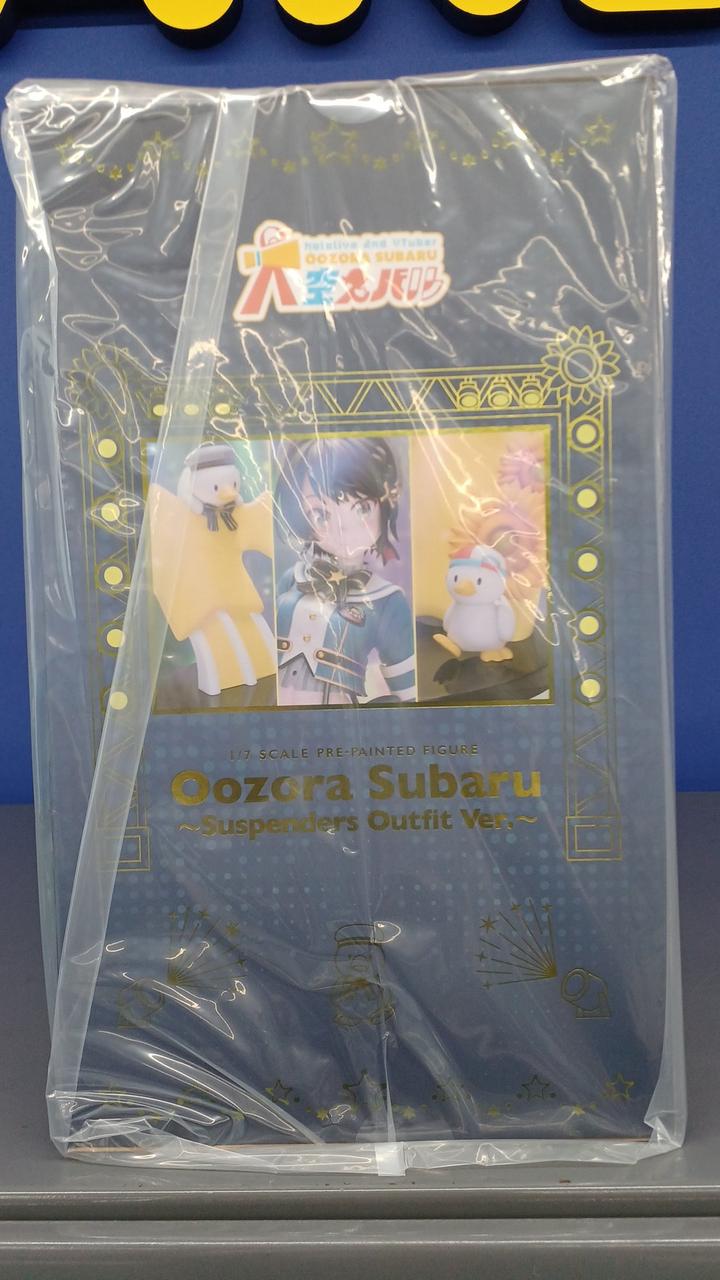 hololive 2nd VTuber
OOZORA SUBARU
大空スバル
1/7 SCALE PRE-PAINTED FIGURE
Oozora Subaru
~Suspenders Outfit Ver.~